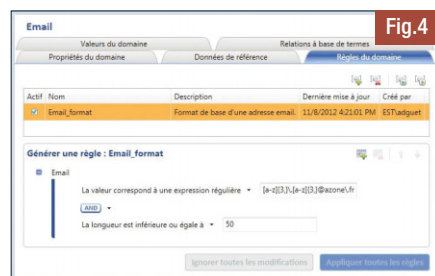 Email
Fig.4
Valeurs du domaine
Relations à base de termes
Propriétés du domaine
Données de référence
Règles du domaine
Actif Nom Description Dernière mise à jour Créé par
Email_format Format de base d'une adresse email. 11/8/2012 4:21:01 PM EST\adguet
Générer une règle : Email_format
Email
La valeur correspond à une expression régulière [a-z]{3,}\.[a-z]{3,}@azone\.fr
AND
La longueur est inférieure ou égale à 50
Ignorer toutes les modifications
Appliquer toutes les règles